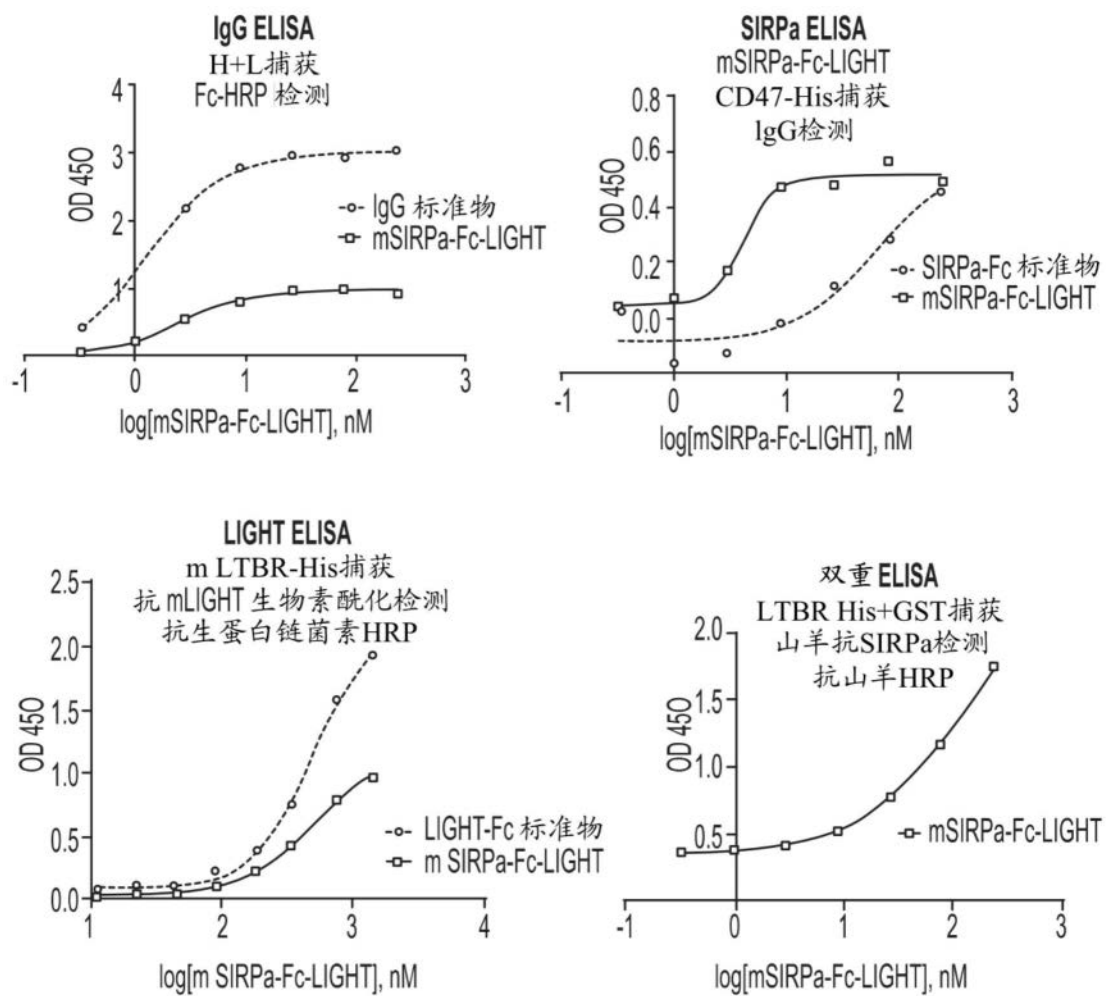 IgG ELISA
H+L捕获
Fc-HRP 检测
4
3
2
1
OD 450
IgG 标准物
mSIRPa-Fc-LIGHT
-1 0 1 2 3
log[mSIRPa-Fc-LIGHT], nM
SIRPa ELISA
mSIRPa-Fc-LIGHT
CD47-His捕获
IgG检测
0.8
0.6
0.4
0.2
0.0
OD 450
SIRPa-Fc 标准物
mSIRPa-Fc-LIGHT
-1 0 1 2 3
log[mSIRPa-Fc-LIGHT], nM
LIGHT ELISA
m LTBR-His捕获
抗 mLIGHT 生物素酰化检测
抗生蛋白链菌素HRP
2.5
2.0
1.5
1.0
0.5
0.0
OD 450
LIGHT-Fc 标准物
m SIRPa-Fc-LIGHT
1 2 3 4
log[m SIRPa-Fc-LIGHT], nM
双重 ELISA
LTBR His+GST捕获
山羊抗SIRPa检测
抗山羊HRP
2.0
1.5
1.0
0.5
OD 450
mSIRPa-Fc-LIGHT
-1 0 1 2 3
log[mSIRPa-Fc-LIGHT], nM